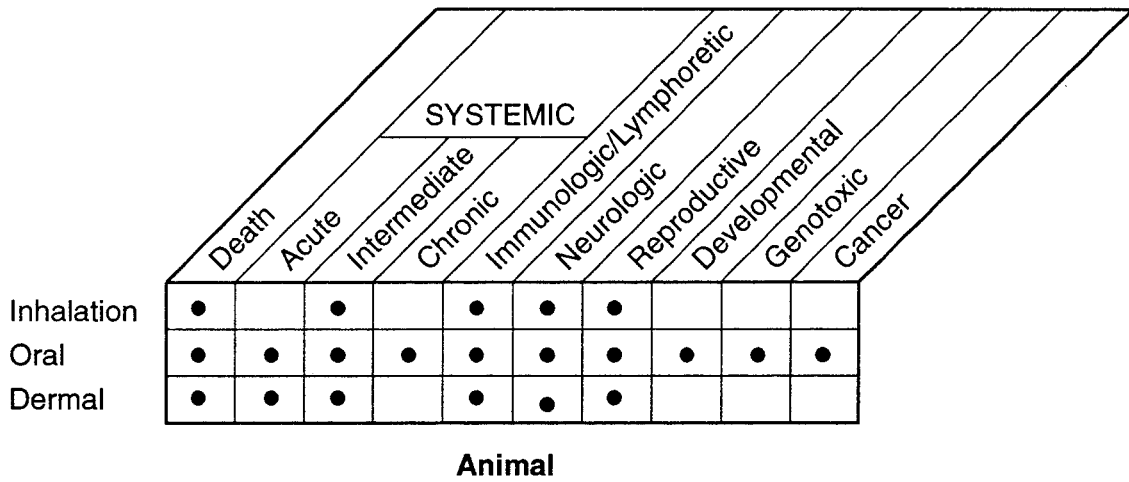 SYSTEMIC
Death
Acute
Intermediate
Chronic
Immunologic/Lymphoretic
Neurologic
Reproductive
Developmental
Genotoxic
Cancer
Inhalation
Oral
Dermal
Animal